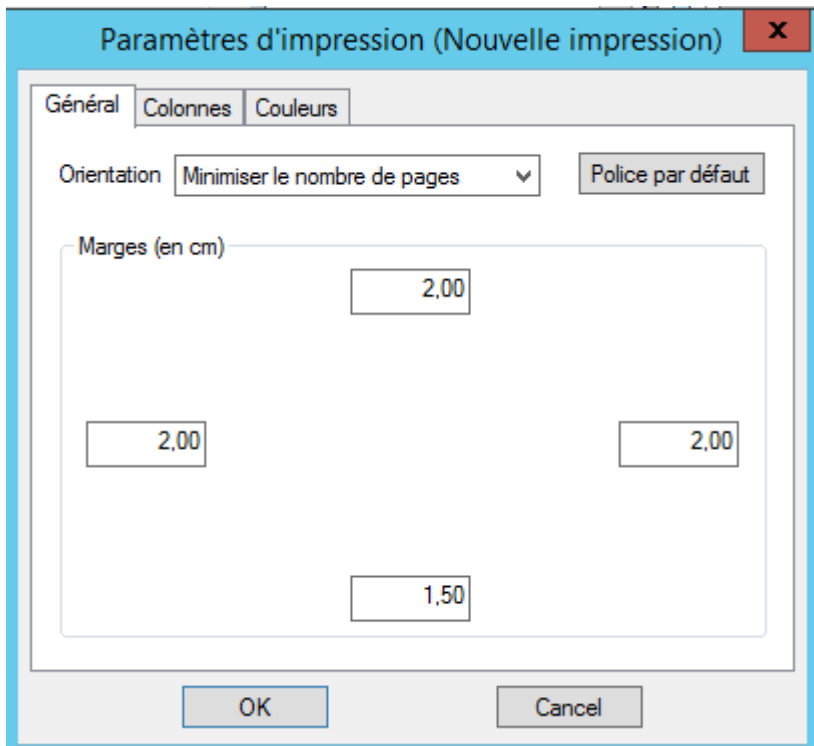 Paramètres d'impression (Nouvelle impression)
x
Général Colonnes Couleurs
Orientation Minimiser le nombre de pages Police par défaut
Marges (en cm)
2,00
2,00 2,00
1,50
OK Cancel